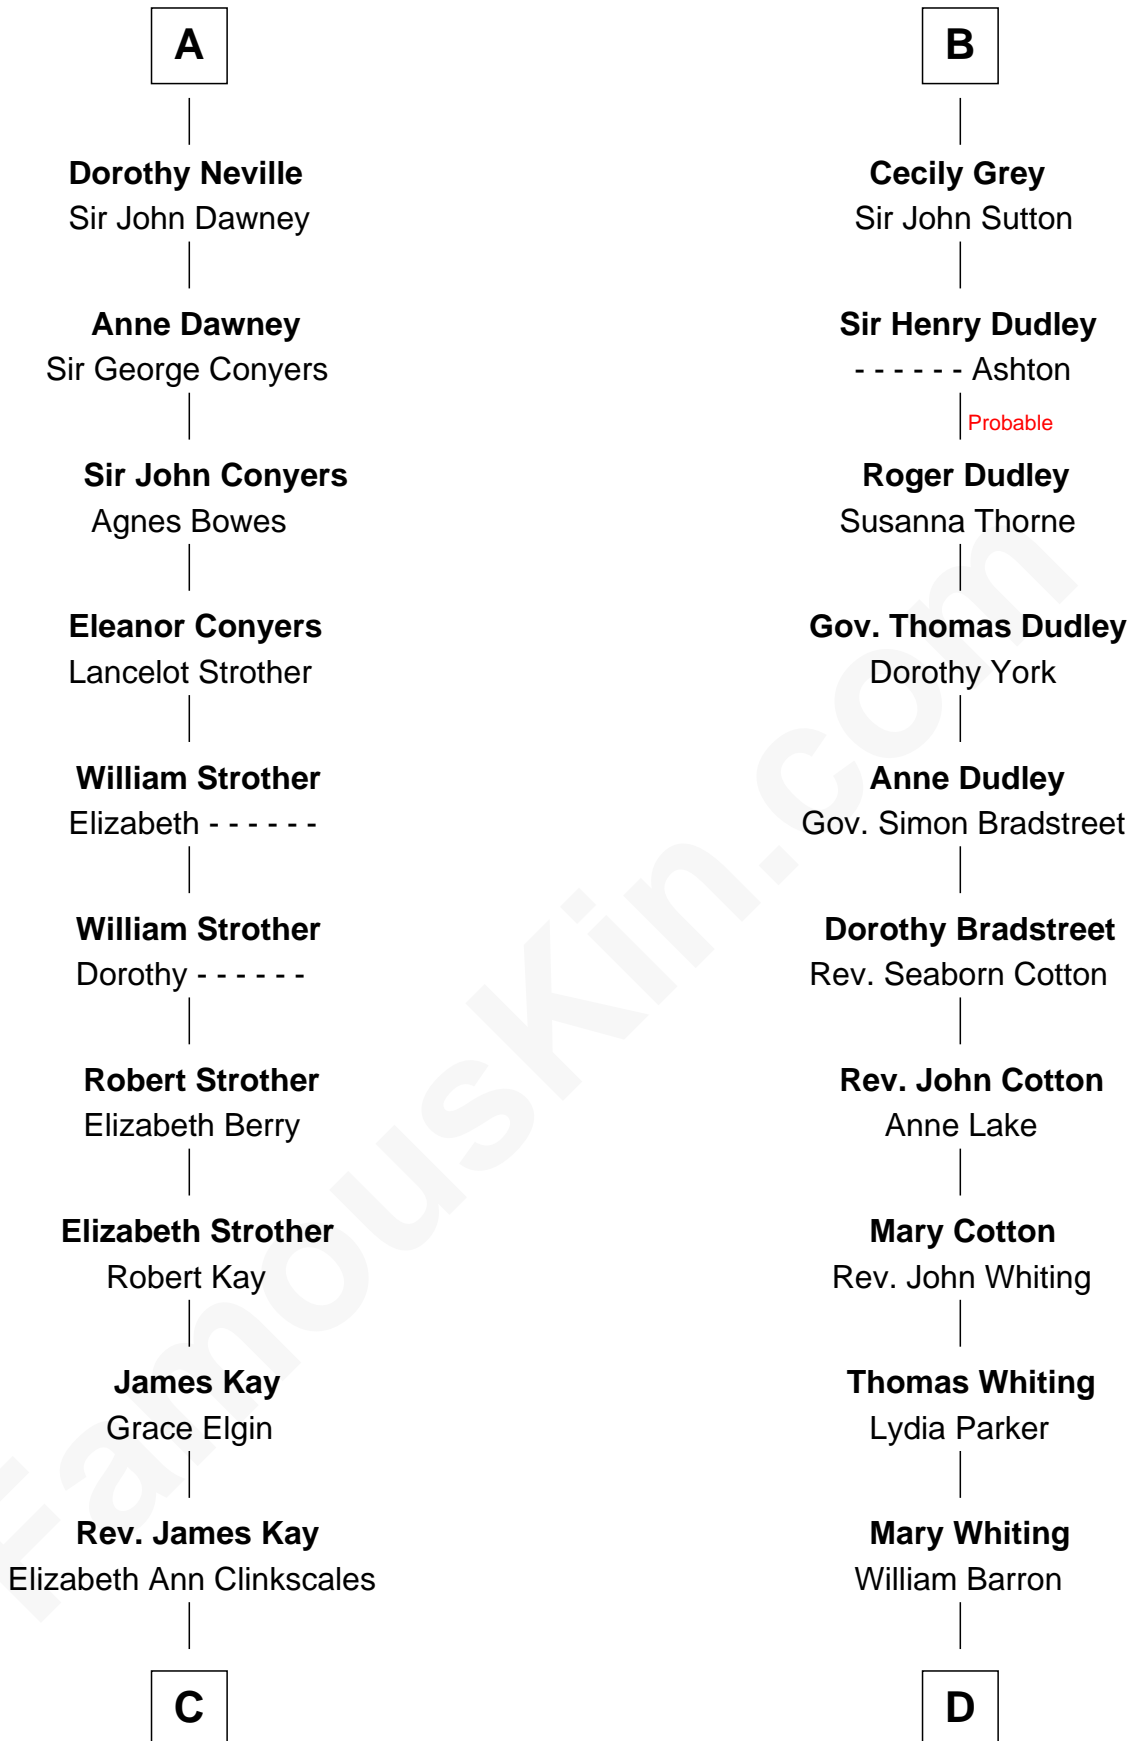 A
Dorothy Neville
Sir John Dawney
Anne Dawney
Sir George Conyers
Sir John Conyers
Agnes Bowes
Eleanor Conyers
Lancelot Strother
William Strother
Elizabeth - - - - - -
William Strother
Dorothy - - - - - -
Robert Strother
Elizabeth Berry
Elizabeth Strother
Robert Kay
James Kay
Grace Elgin
Rev. James Kay
Elizabeth Ann Clinkscales
C
B
Cecily Grey
Sir John Sutton
Sir Henry Dudley
- - - - - - Ashton
Probable
Roger Dudley
Susanna Thorne
Gov. Thomas Dudley
Dorothy York
Anne Dudley
Gov. Simon Bradstreet
Dorothy Bradstreet
Rev. Seaborn Cotton
Rev. John Cotton
Anne Lake
Mary Cotton
Rev. John Whiting
Thomas Whiting
Lydia Parker
Mary Whiting
William Barron
D
FamousKin.com